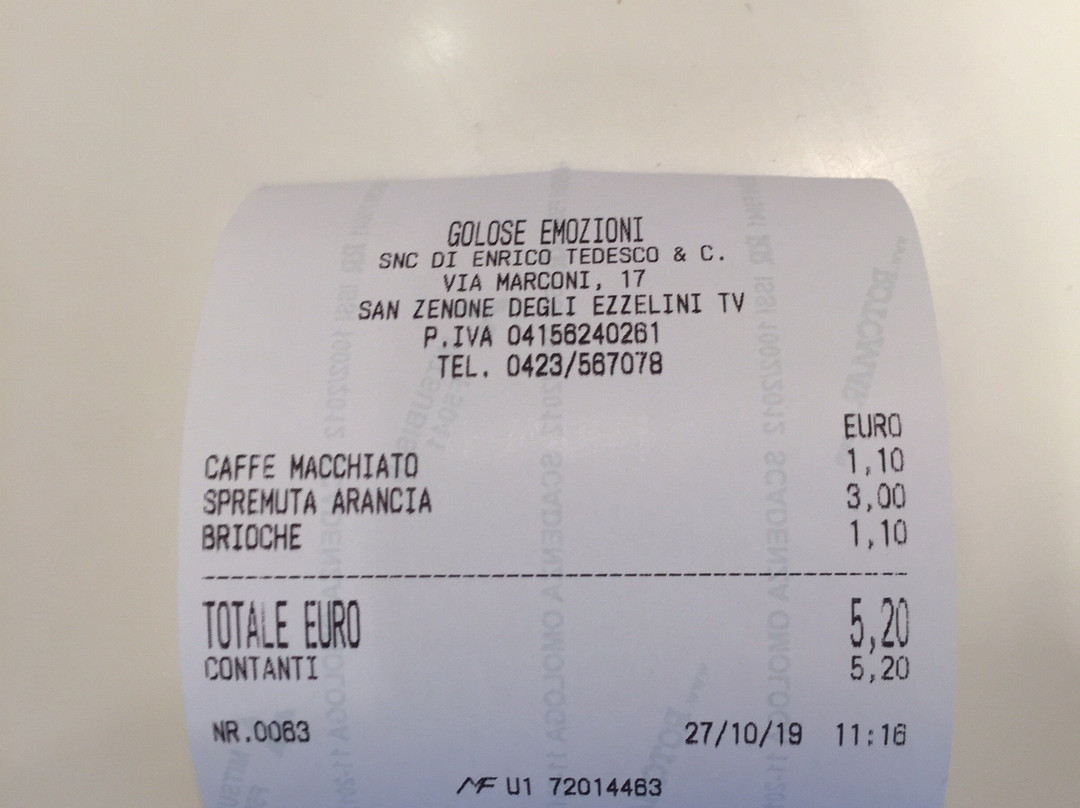 GOLOSE EMOZIONI
SNC DI ENRICO TEDESCO & C.
VIA MARCONI, 17
SAN ZENONE DEGLI EZZELINI TV
P.IVA 04156240261
TEL. 0423/567078
EURO
CAFFE MACCHIATO 1,10
SPREMUTA ARANCIA 3,00
BRIOCHE 1,10
TOTALE EURO 5,20
CONTANTI 5,20
NR.0063 27/10/19 11:16
MF U1 72014463